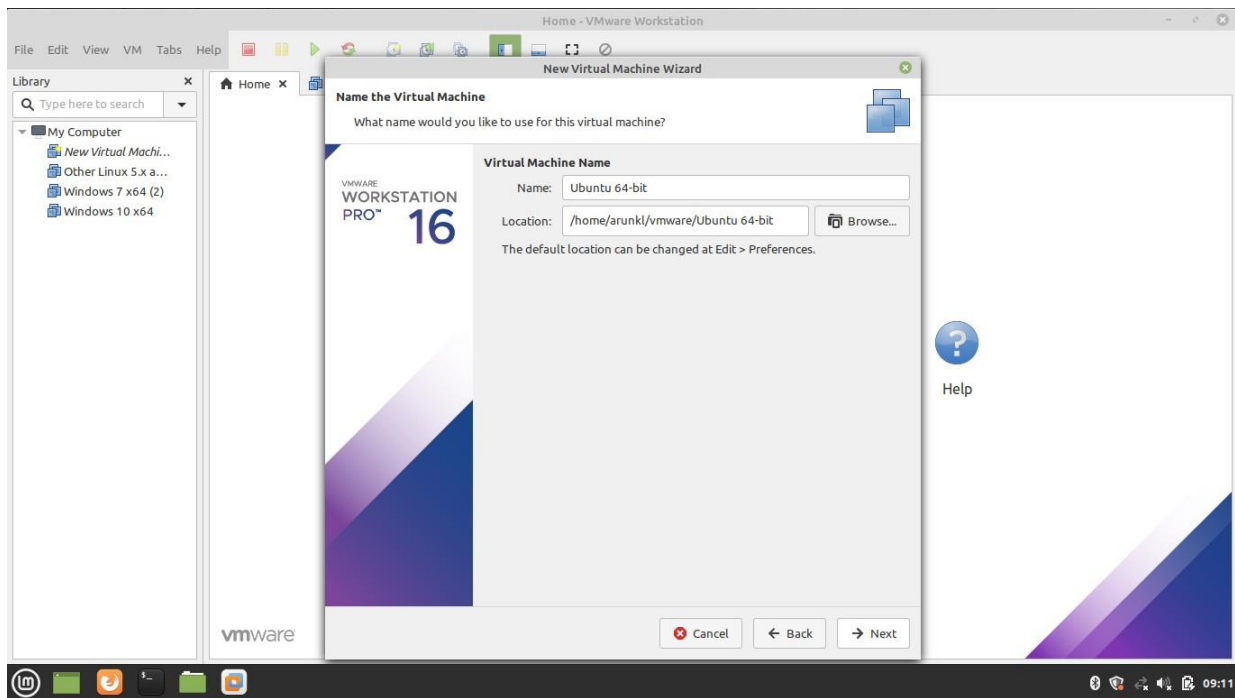 Home - VMware Workstation
File Edit View VM Tabs Help
Library
Type here to search
My Computer
New Virtual Machi...
Other Linux 5.x a...
Windows 7 x64 (2)
Windows 10 x64
Home
New Virtual Machine Wizard
Name the Virtual Machine
What name would you like to use for this virtual machine?
VMWARE
WORKSTATION
PRO™ 16
Virtual Machine Name
Name: Ubuntu 64-bit
Location: /home/arunkl/vmware/Ubuntu 64-bit Browse...
The default location can be changed at Edit > Preferences.
Help
Cancel Back Next
vmware
09:11